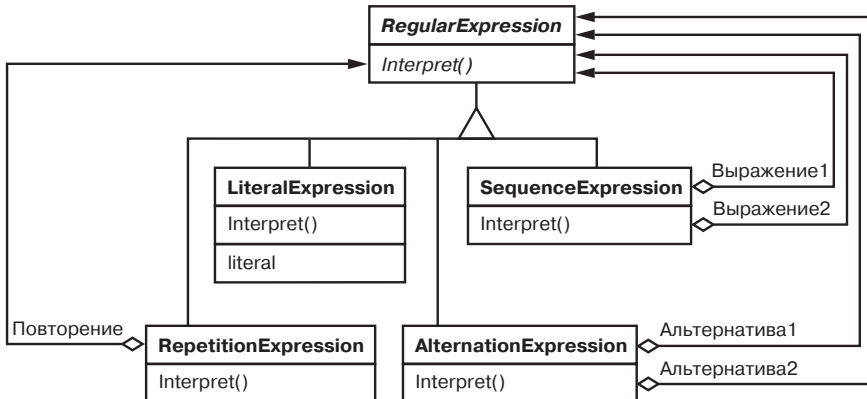 RegularExpression
Interpret()
LiteralExpression
Interpret()
literal
SequenceExpression
Interpret()
Выражение1
Выражение2
Повторение
RepetitionExpression
Interpret()
AlternationExpression
Interpret()
Альтернатива1
Альтернатива2